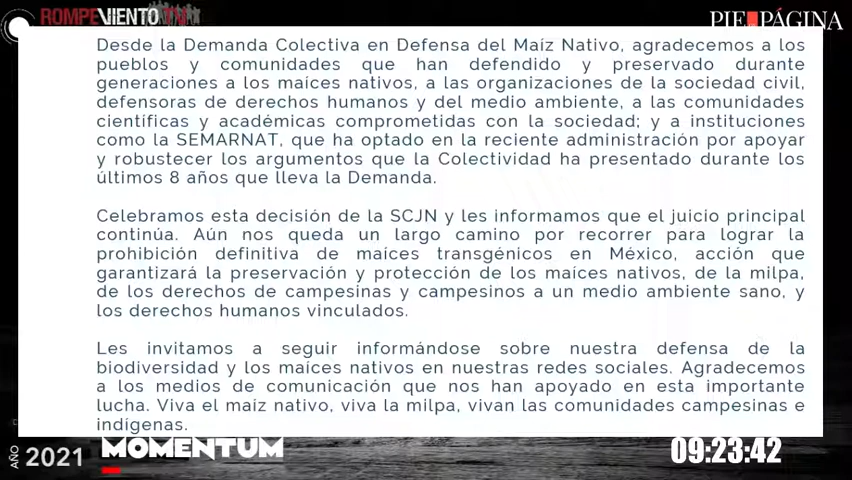 ROMPEVIENTO TV
PIE DE PÁGINA
Desde la Demanda Colectiva en Defensa del Maíz Nativo, agradecemos a los
pueblos y comunidades que han defendido y preservado durante
generaciones a los maíces nativos, a las organizaciones de la sociedad civil,
defensoras de derechos humanos y del medio ambiente, a las comunidades
científicas y académicas comprometidas con la sociedad; y a instituciones
como la SEMARNAT, que ha optado en la reciente administración por apoyar
y robustecer los argumentos que la Colectividad ha presentado durante los
últimos 8 años que lleva la Demanda.
Celebramos esta decisión de la SCJN y les informamos que el juicio principal
continúa. Aún nos queda un largo camino por recorrer para lograr la
prohibición definitiva de maíces transgénicos en México, acción que
garantizará la preservación y protección de los maíces nativos, de la milpa,
de los derechos de campesinas y campesinos a un medio ambiente sano, y
los derechos humanos vinculados.
Les invitamos a seguir informándose sobre nuestra defensa de la
biodiversidad y los maíces nativos en nuestras redes sociales. Agradecemos
a los medios de comunicación que nos han apoyado en esta importante
lucha. Viva el maíz nativo, viva la milpa, vivan las comunidades campesinas e
indígenas.
AÑO 2021 MOMENTUM
09:23:42